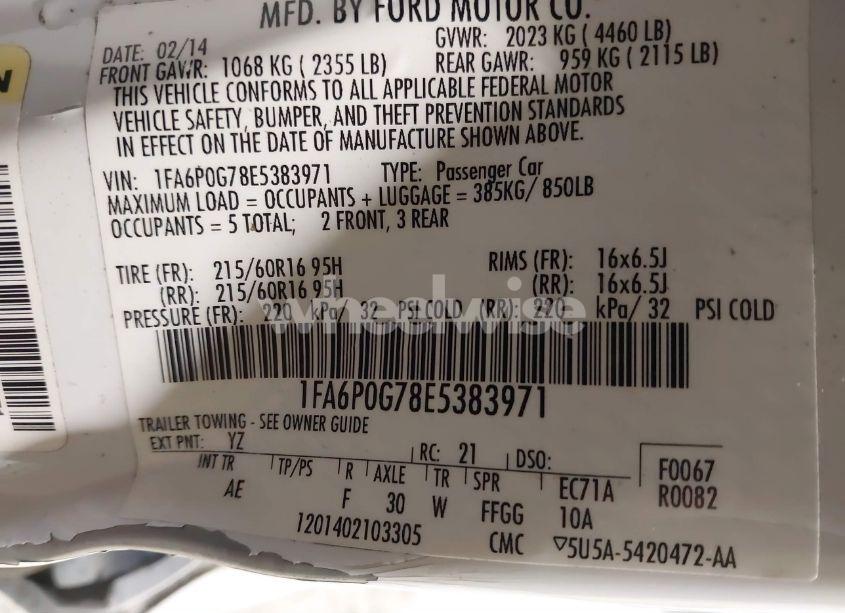 MFD. BY FORD MOTOR CO.
DATE: 02/14 GVWR: 2023 KG ( 4460 LB)
FRONT GAWR: 1068 KG ( 2355 LB) REAR GAWR: 959 KG ( 2115 LB)
THIS VEHICLE CONFORMS TO ALL APPLICABLE FEDERAL MOTOR
VEHICLE SAFETY, BUMPER, AND THEFT PREVENTION STANDARDS
IN EFFECT ON THE DATE OF MANUFACTURE SHOWN ABOVE.
VIN: 1FA6P0G78E5383971 TYPE: Passenger Car
MAXIMUM LOAD = OCCUPANTS + LUGGAGE = 385KG/ 850LB
OCCUPANTS = 5 TOTAL; 2 FRONT, 3 REAR
TIRE (FR): 215/60R16 95H RIMS (FR): 16x6.5J
(RR): 215/60R16 95H (RR): 16x6.5J
PRESSURE (FR): 220 kPa/ 32 PSI COLD (RR): 220 kPa/ 32 PSI COLD
wheelwise
1FA6P0G78E5383971
TRAILER TOWING - SEE OWNER GUIDE
EXT PNT: YZ RC: 21 DSO: F0067
INT TR TP/PS R AXLE TR SPR EC71A R0082
AE F 30 W FFGG 10A
1201402103305 CMC ▽5U5A-5420472-AA